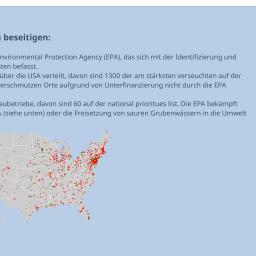 beseitigen:
nvironmental Protection Agency (EPA), das sich mit der Identifizierung und
ten befasst.
über die USA verteilt, davon sind 1300 der am stärksten verseuchten auf der
erschmutzen Orte aufgrund von Unterfinanzierung nicht durch die EPA
aubetriebe, davon sind 60 auf der national prioritues list. Die EPA bekämpft
s (siehe unten) oder die Freisetzung von sauren Grubenwässern in die Umwelt